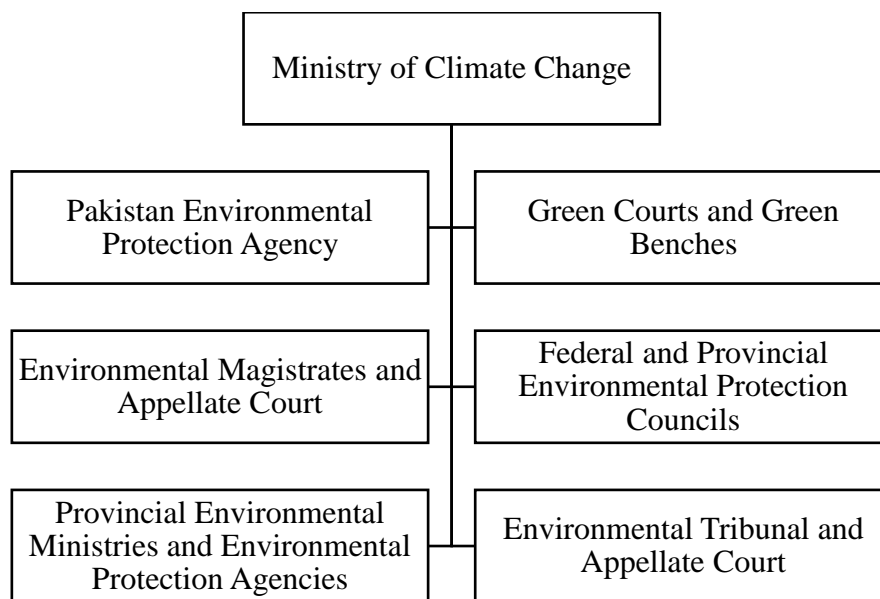 Ministry of Climate Change
Pakistan Environmental
Protection Agency
Green Courts and Green
Benches
Environmental Magistrates and
Appellate Court
Federal and Provincial
Environmental Protection
Councils
Provincial Environmental
Ministries and Environmental
Protection Agencies
Environmental Tribunal and
Appellate Court